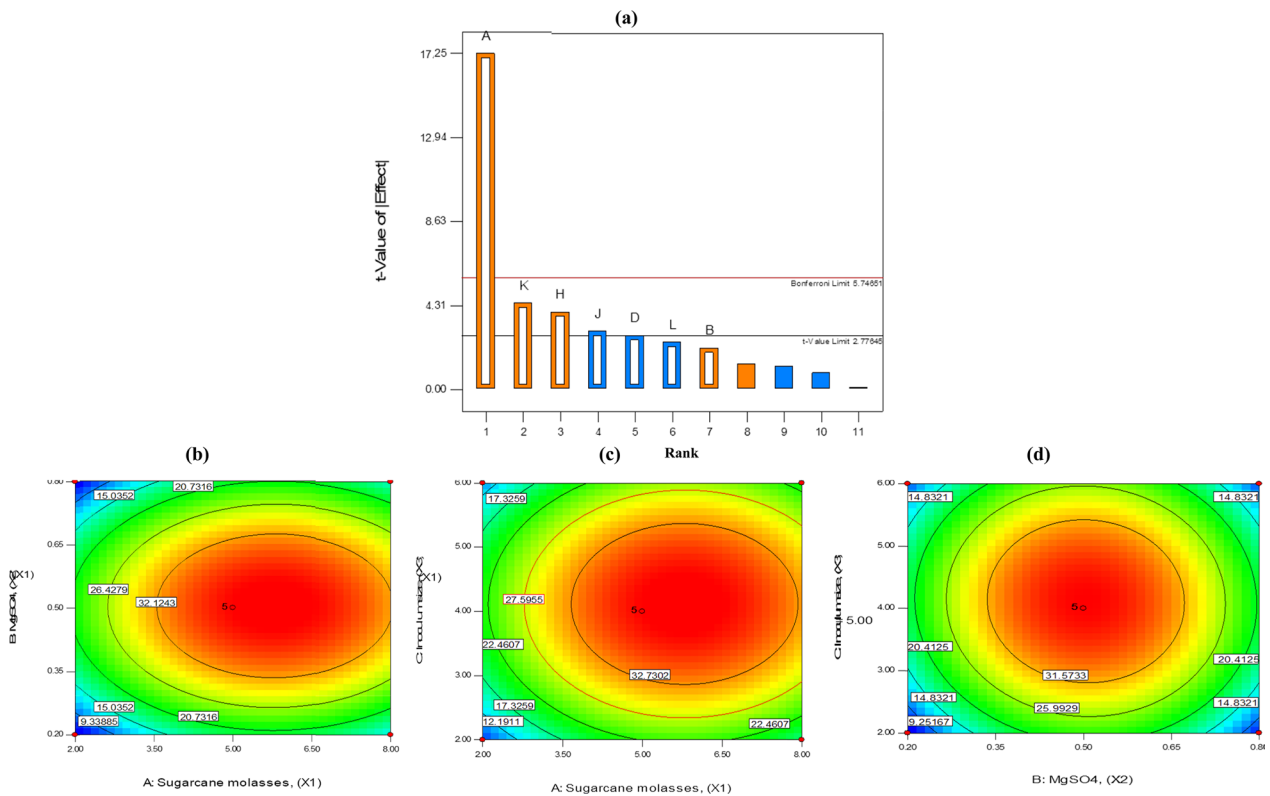 (a)
t-Value of |Effect|
17,25
12.94
8.63
4.31
0.00
A
K
H
J
D
L
B
Bonferroni Limit 5.74651
t-Value Limit 2.77645
1 2 3 4 5 6 7 8 9 10 11
Rank
(b)
0.80
0.65
0.50
0.35
0.20
15.0352
20.7316
26.4279
32.1243
5
15.0352
9.33885
20.7316
2.00 3.50 5.00 6.50 8.00
A: Sugarcane molasses, (X1)
(c)
6.00
5.00
4.00
3.00
2.00
17.3259
27.5955
5
22.4607
32.7302
17.3259
12.1911
22.4607
2.00 3.50 5.00 6.50 8.00
A: Sugarcane molasses, (X1)
(d)
6.00
5.00
4.00
3.00
2.00
14.8321
14.8321
5
20.4125
20.4125
31.5733
14.8321
25.9929
14.8321
9.25167
0.20 0.35 0.50 0.65 0.80
B: MgSO4, (X2)